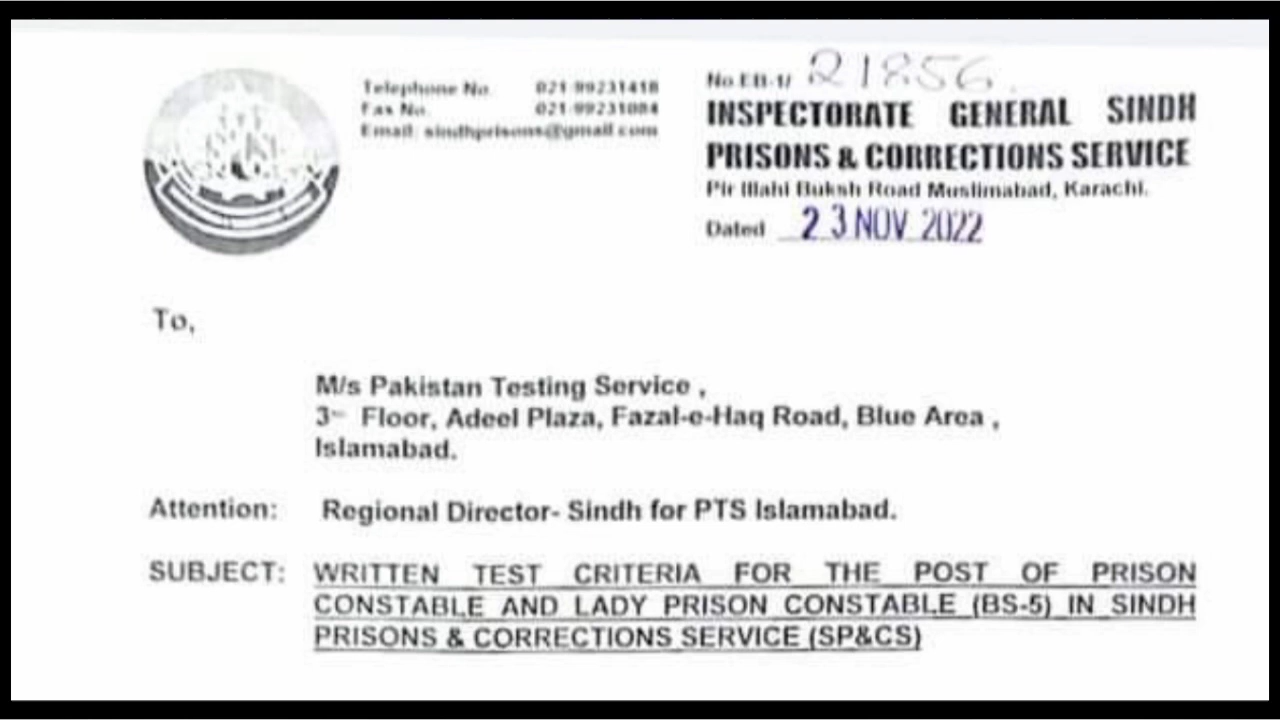 Telephone No. 021-99231418
Fax No. 021-99231084
Email: sindhprisons@gmail.com
No.EB-1/ 21856.
INSPECTORATE GENERAL SINDH
PRISONS & CORRECTIONS SERVICE
Pir Illahi Buksh Road Muslimabad, Karachi.
Dated 23 NOV 2022
To,
M/s Pakistan Testing Service ,
3 Floor, Adeel Plaza, Fazal-e-Haq Road, Blue Area ,
Islamabad.
Attention: Regional Director- Sindh for PTS Islamabad.
SUBJECT: WRITTEN TEST CRITERIA FOR THE POST OF PRISON
CONSTABLE AND LADY PRISON CONSTABLE (BS-5) IN SINDH
PRISONS & CORRECTIONS SERVICE (SP&CS)